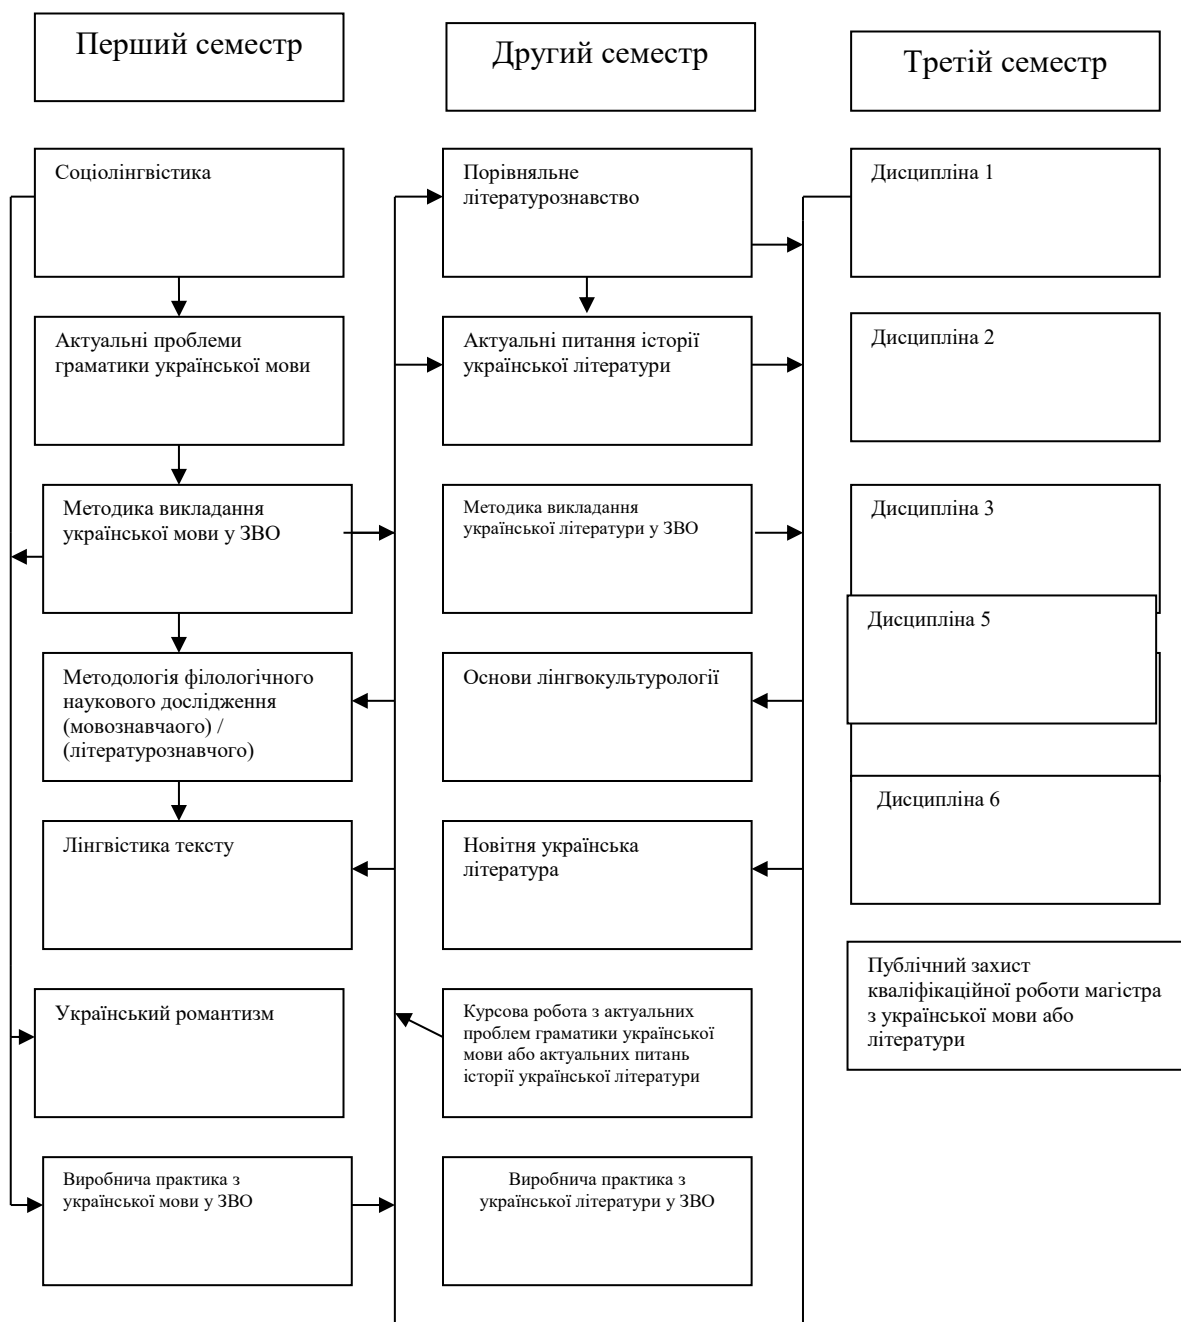 Перший семестр
Другий семестр
Третій семестр
Соціолінгвістика
Порівняльне
літературознавство
Дисципліна 1
Актуальні проблеми
граматики української мови
Актуальні питання історії
української літератури
Дисципліна 2
Методика викладання
української мови у ЗВО
Методика викладання
української літератури у ЗВО
Дисципліна 3
Дисципліна 5
Методологія філологічного
наукового дослідження
(мовознавчаого) /
(літературознавчого)
Основи лінгвокультурології
Дисципліна 6
Лінгвістика тексту
Новітня українська
література
Публічний захист
кваліфікаційної роботи магістра
з української мови або
літератури
Український романтизм
Курсова робота з актуальних
проблем граматики української
мови або актуальних питань
історії української літератури
Виробнича практика з
української мови у ЗВО
Виробнича практика з
української літератури у ЗВО